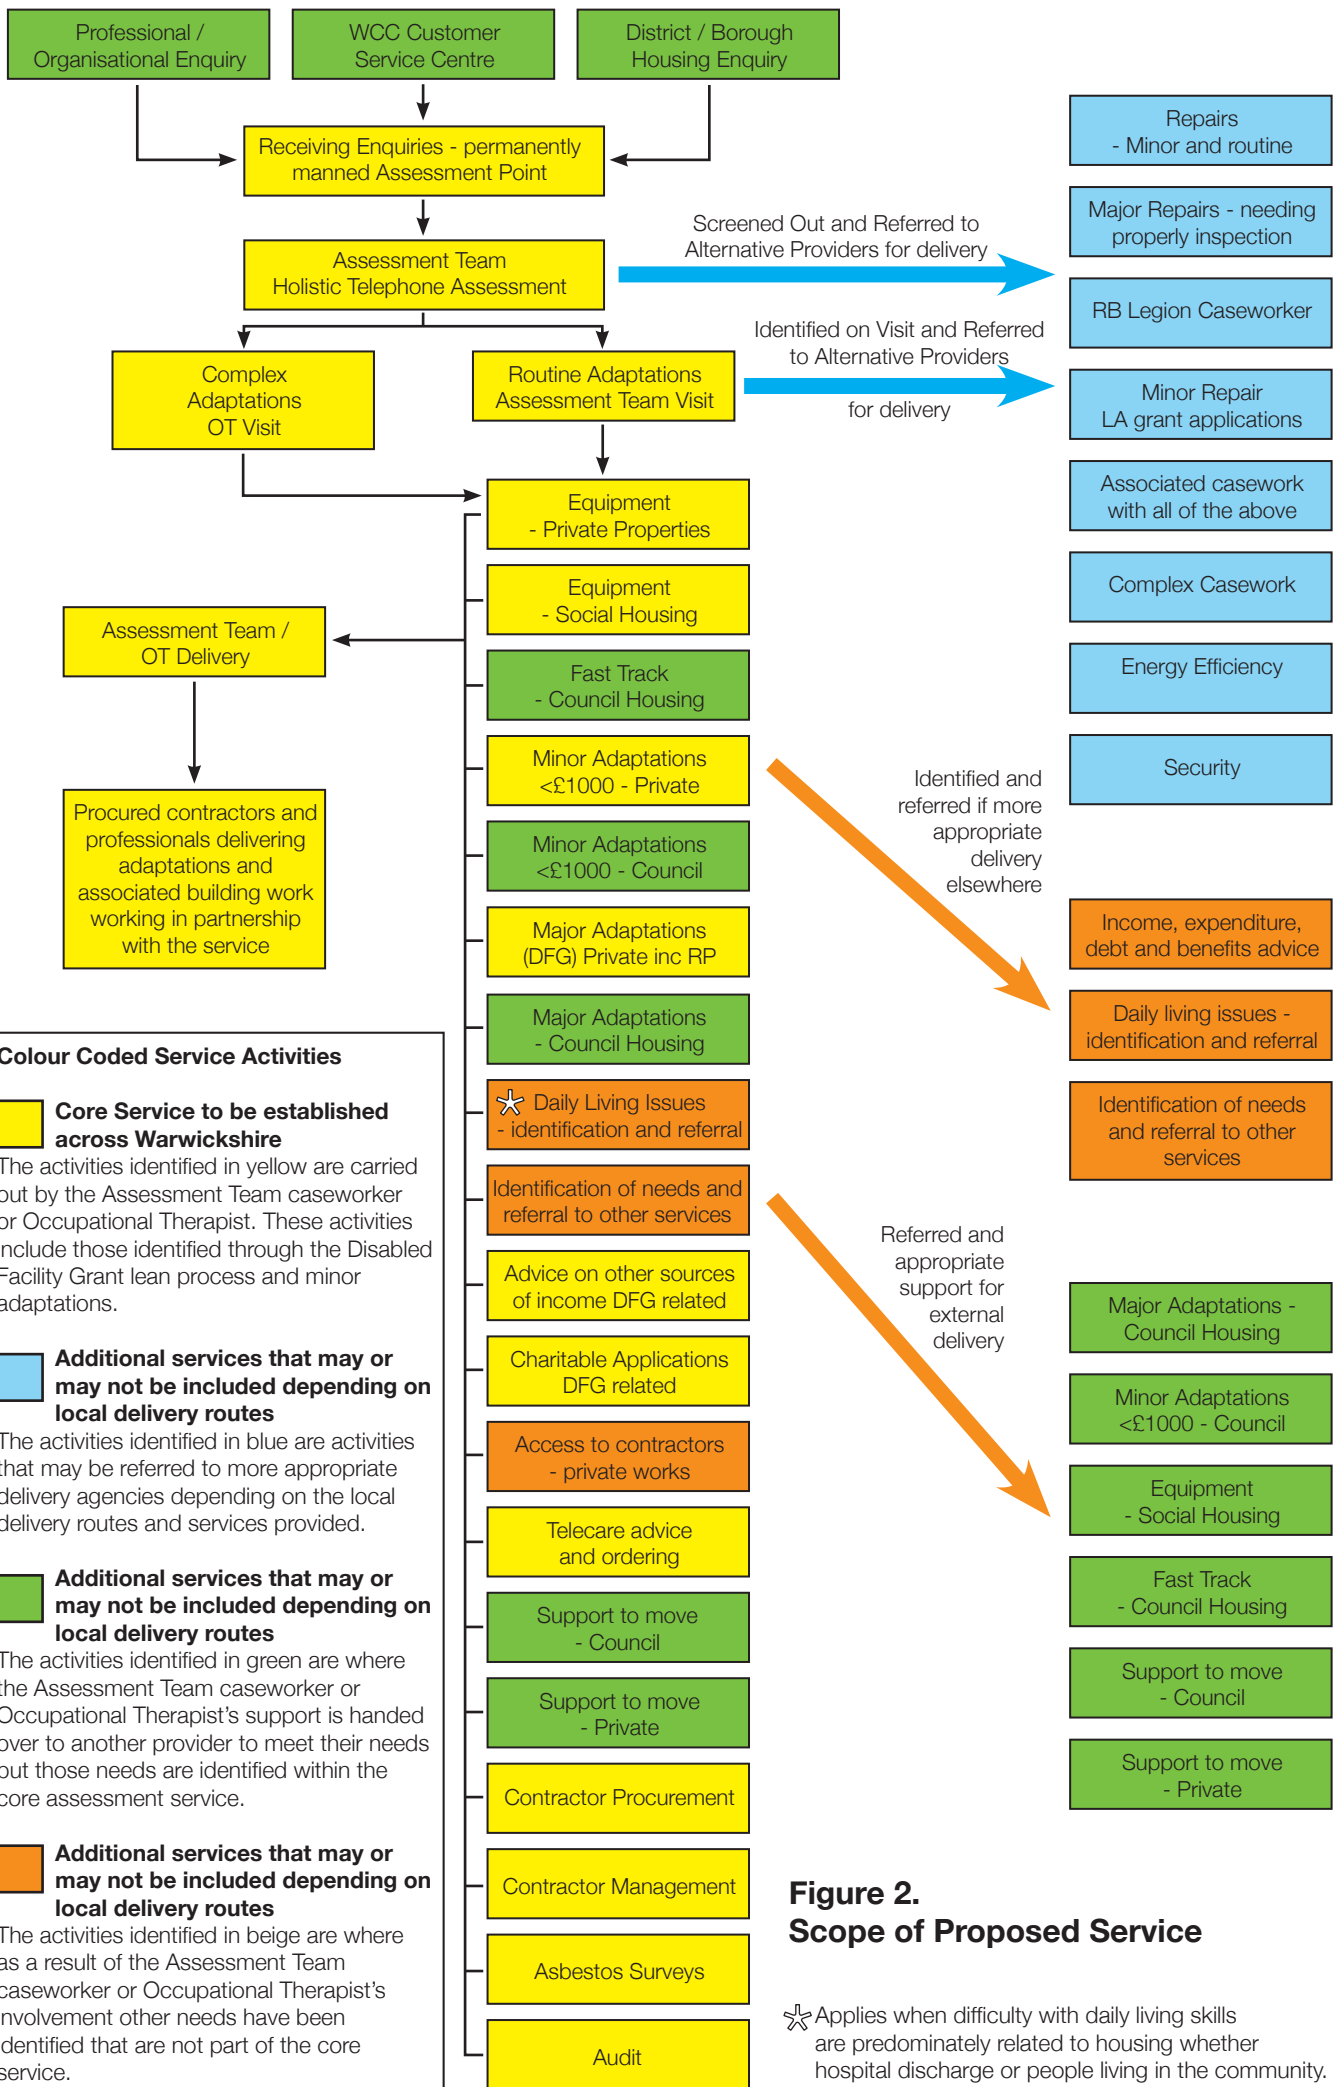 Professional /
Organisational Enquiry
WCC Customer
Service Centre
District / Borough
Housing Enquiry
Receiving Enquiries - permanently
manned Assessment Point
Assessment Team
Holistic Telephone Assessment
Screened Out and Referred to
Alternative Providers for delivery
Complex
Adaptations
OT Visit
Routine Adaptations
Assessment Team Visit
Identified on Visit and Referred
to Alternative Providers
for delivery
Repairs
- Minor and routine
Major Repairs - needing
properly inspection
RB Legion Caseworker
Minor Repair
LA grant applications
Associated casework
with all of the above
Complex Casework
Energy Efficiency
Security
Assessment Team /
OT Delivery
Procured contractors and
professionals delivering
adaptations and
associated building work
working in partnership
with the service
Equipment
- Private Properties
Equipment
- Social Housing
Fast Track
- Council Housing
Minor Adaptations
<£1000 - Private
Minor Adaptations
<£1000 - Council
Major Adaptations
(DFG) Private inc RP
Major Adaptations
- Council Housing
Daily Living Issues
- identification and referral
Identification of needs and
referral to other services
Advice on other sources
of income DFG related
Charitable Applications
DFG related
Access to contractors
- private works
Telecare advice
and ordering
Support to move
- Council
Support to move
- Private
Contractor Procurement
Contractor Management
Asbestos Surveys
Audit
Identified and
referred if more
appropriate
delivery
elsewhere
Income, expenditure,
debt and benefits advice
Daily living issues -
identification and referral
Identification of needs
and referral to other
services
Referred and
appropriate
support for
external
delivery
Major Adaptations -
Council Housing
Minor Adaptations
<£1000 - Council
Equipment
- Social Housing
Fast Track
- Council Housing
Support to move
- Council
Support to move
- Private
Colour Coded Service Activities
Core Service to be established
across Warwickshire
The activities identified in yellow are carried
out by the Assessment Team caseworker
or Occupational Therapist. These activities
include those identified through the Disabled
Facility Grant lean process and minor
adaptations.
Additional services that may or
may not be included depending on
local delivery routes
The activities identified in blue are activities
that may be referred to more appropriate
delivery agencies depending on the local
delivery routes and services provided.
Additional services that may or
may not be included depending on
local delivery routes
The activities identified in green are where
the Assessment Team caseworker or
Occupational Therapist's support is handed
over to another provider to meet their needs
but those needs are identified within the
core assessment service.
Additional services that may or
may not be included depending on
local delivery routes
The activities identified in beige are where
as a result of the Assessment Team
caseworker or Occupational Therapist's
involvement other needs have been
identified that are not part of the core
service.
Figure 2.
Scope of Proposed Service
Applies when difficulty with daily living skills
are predominately related to housing whether
hospital discharge or people living in the community.